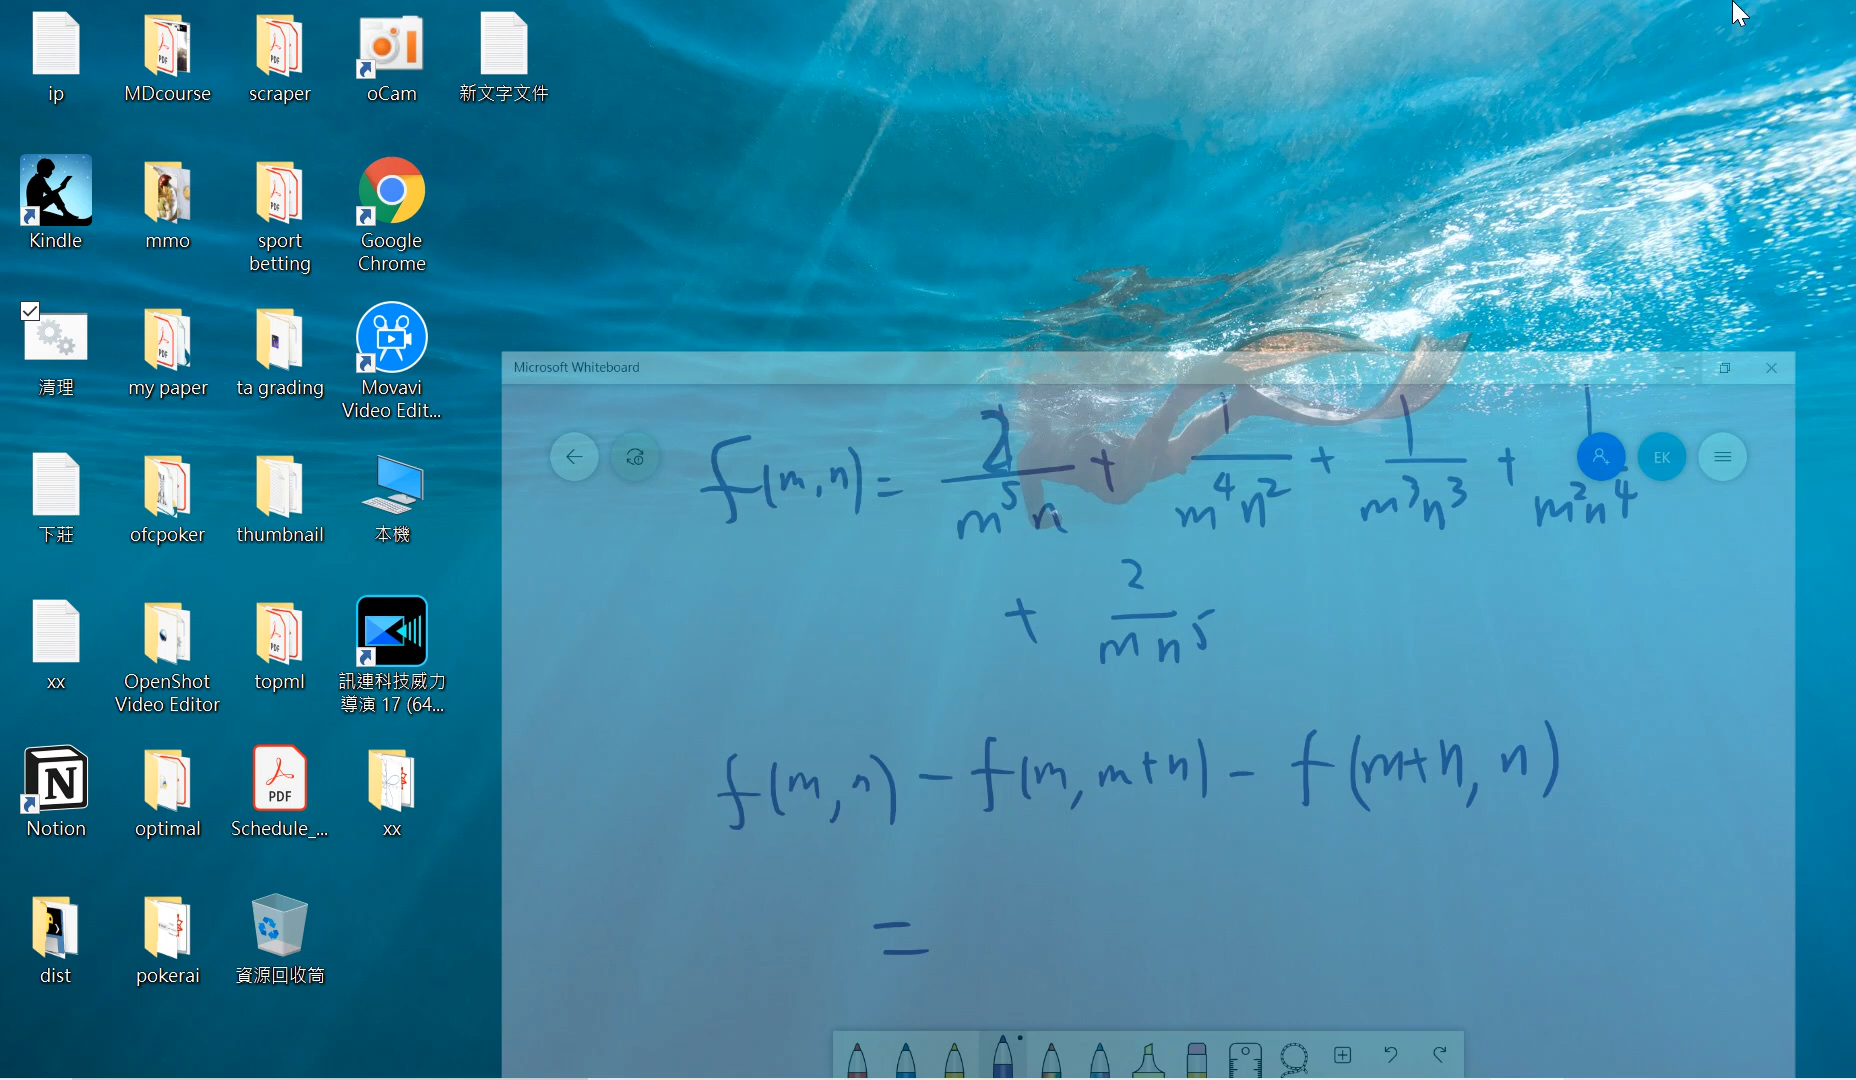 ip MDcourse scraper oCam 新文字文件
Kindle mmo sport betting Google Chrome
清理 my paper ta grading Movavi Video Edit...
下莊 ofcpoker thumbnail 本機
xx OpenShot Video Editor topml 訊連科技威力導演 17 (64...
Notion optimal Schedule_... xx
PDF
dist pokerai 資源回收筒
Microsoft Whiteboard
EK
f(m,n) = 2/(m^5 n) + 1/(m^4 n^2) + 1/(m^3 n^3) + 1/(m^2 n^4)
+ 2/(m n^5)
f(m,n) - f(m,m+n) - f(m+n,n)
=